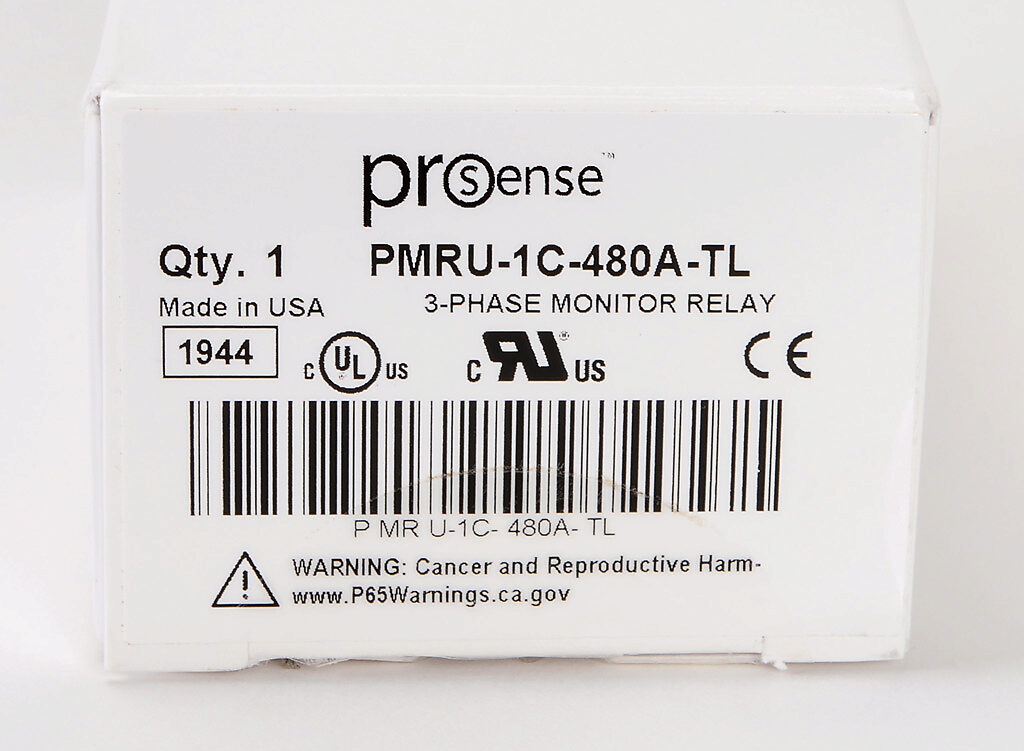 prosense™
Qty. 1 PMRU-1C-480A-TL
Made in USA 3-PHASE MONITOR RELAY
1944 C UL US C RU ® US CE
PMRU-1C-480A-TL
WARNING: Cancer and Reproductive Harm-
www.P65Warnings.ca.gov